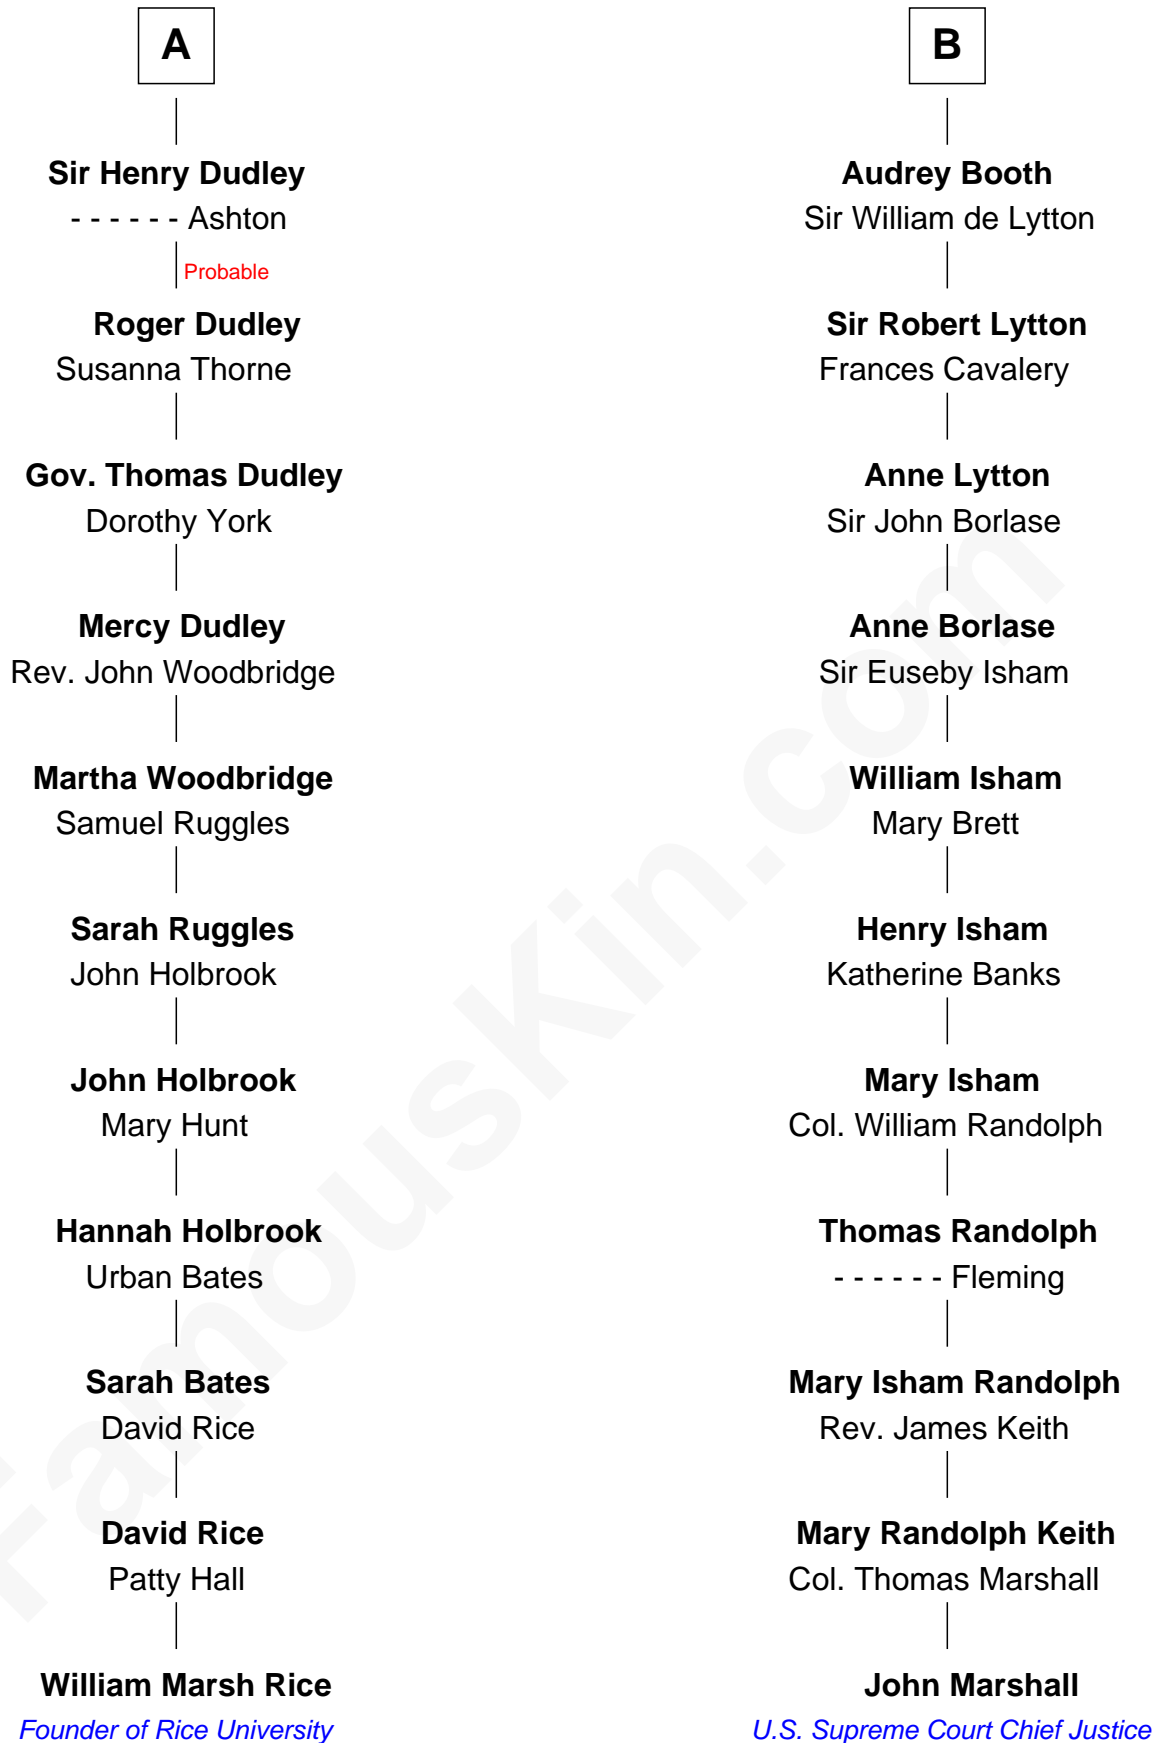 A
Sir Henry Dudley
- - - - - - Ashton
Probable
Roger Dudley
Susanna Thorne
Gov. Thomas Dudley
Dorothy York
Mercy Dudley
Rev. John Woodbridge
Martha Woodbridge
Samuel Ruggles
Sarah Ruggles
John Holbrook
John Holbrook
Mary Hunt
Hannah Holbrook
Urban Bates
Sarah Bates
David Rice
David Rice
Patty Hall
William Marsh Rice
Founder of Rice University
B
Audrey Booth
Sir William de Lytton
Sir Robert Lytton
Frances Cavalery
Anne Lytton
Sir John Borlase
Anne Borlase
Sir Euseby Isham
William Isham
Mary Brett
Henry Isham
Katherine Banks
Mary Isham
Col. William Randolph
Thomas Randolph
- - - - - - Fleming
Mary Isham Randolph
Rev. James Keith
Mary Randolph Keith
Col. Thomas Marshall
John Marshall
U.S. Supreme Court Chief Justice
FamousKin.com